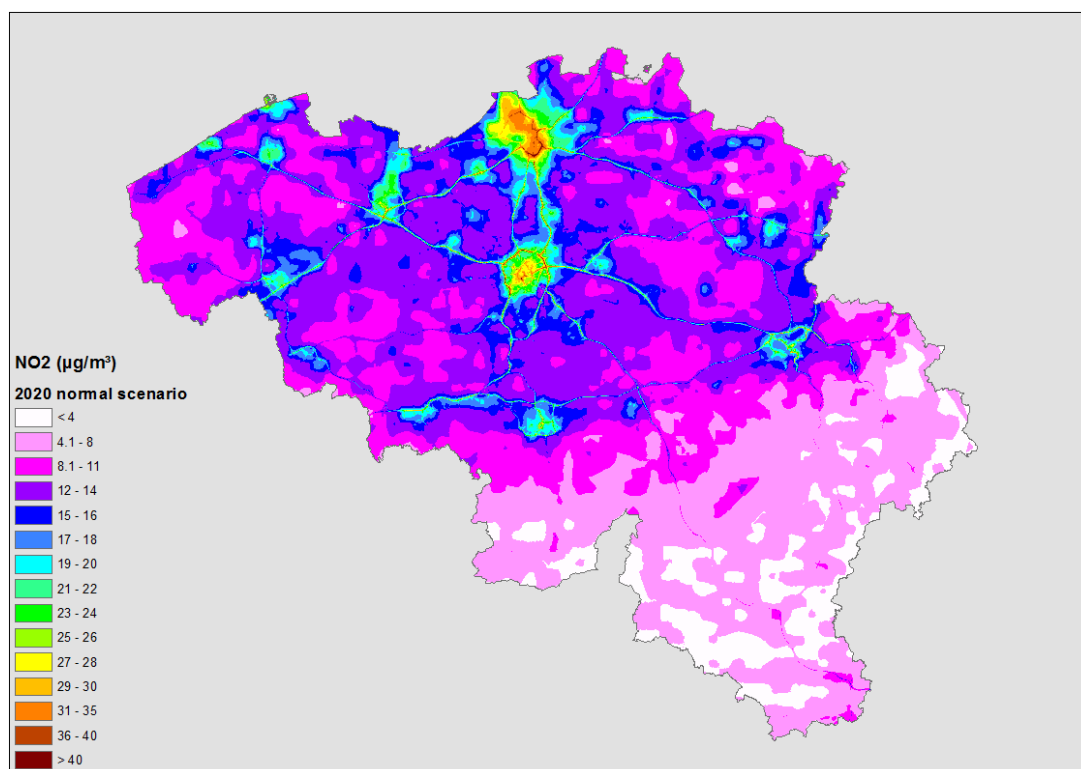 NO2 (µg/m³)
2020 normal scenario
< 4
4.1 - 8
8.1 - 11
12 - 14
15 - 16
17 - 18
19 - 20
21 - 22
23 - 24
25 - 26
27 - 28
29 - 30
31 - 35
36 - 40
> 40